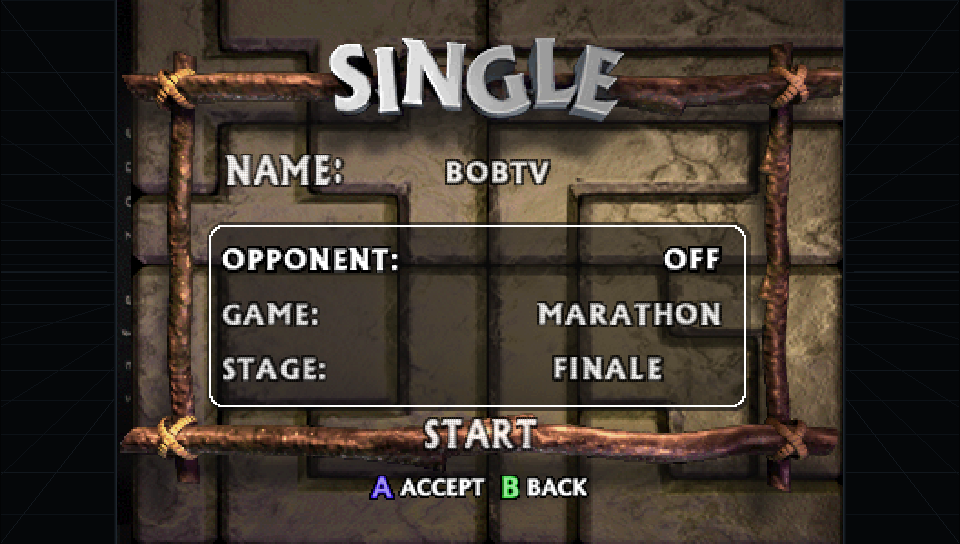 SINGLE
NAME: BOBTV
OPPONENT: OFF
GAME: MARATHON
STAGE: FINALE
START
A ACCEPT B BACK